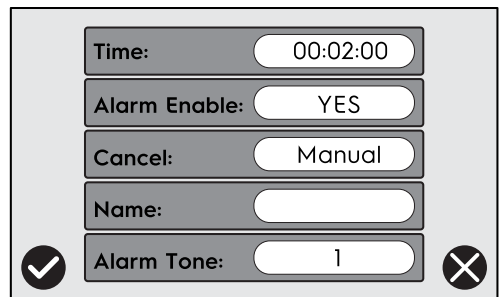 Time: 00:02:00
Alarm Enable: YES
Cancel: Manual
Name:
Alarm Tone: 1